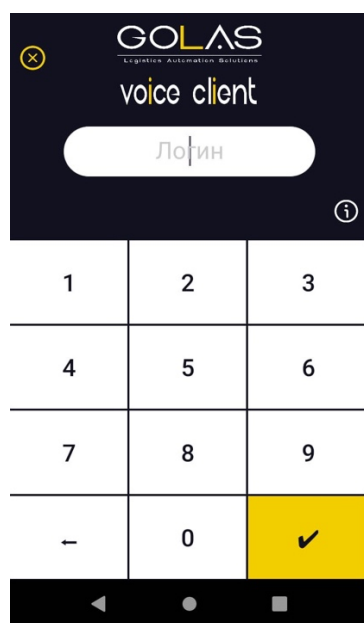 GOLAS
Logistics Automation Solutions
voice client
Логин
1 2 3
4 5 6
7 8 9
← 0 ✔